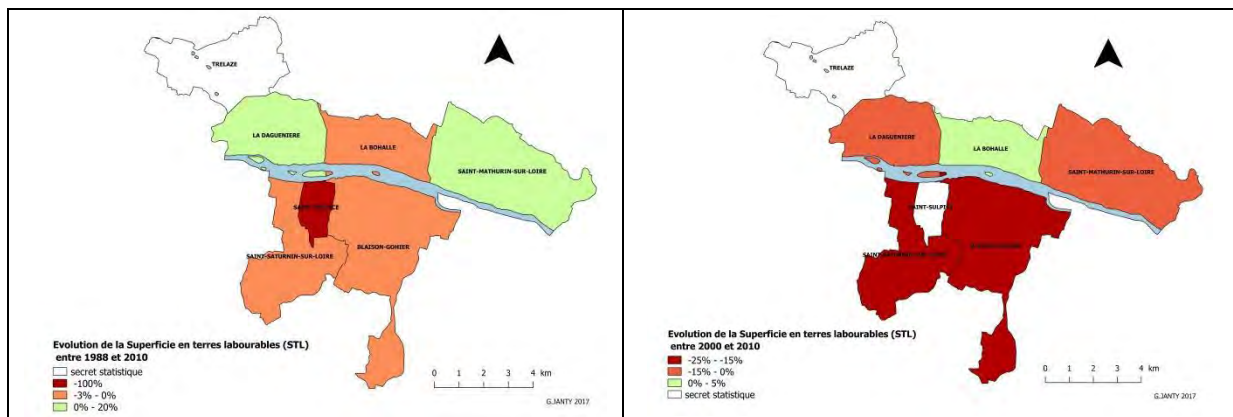 TRELAZE
LA DAGUENIERE
LA BOHALLE
SAINT-MATHURIN-SUR-LOIRE
BLAISON-GOHIER
SAINT-SATURNIN-SUR-LOIRE
Evolution de la Superficie en terres labourables (STL)
entre 1988 et 2010
secret statistique
-100%
-3% - 0%
0% - 20%
0 1 2 3 4 km
G.JANTY 2017
TRELAZE
LA DAGUENIERE
LA BOHALLE
SAINT-MATHURIN-SUR-LOIRE
Evolution de la Superficie en terres labourables (STL)
entre 2000 et 2010
-25% - -15%
-15% - 0%
0% - 5%
secret statistique
0 1 2 3 4 km
G.JANTY 2017